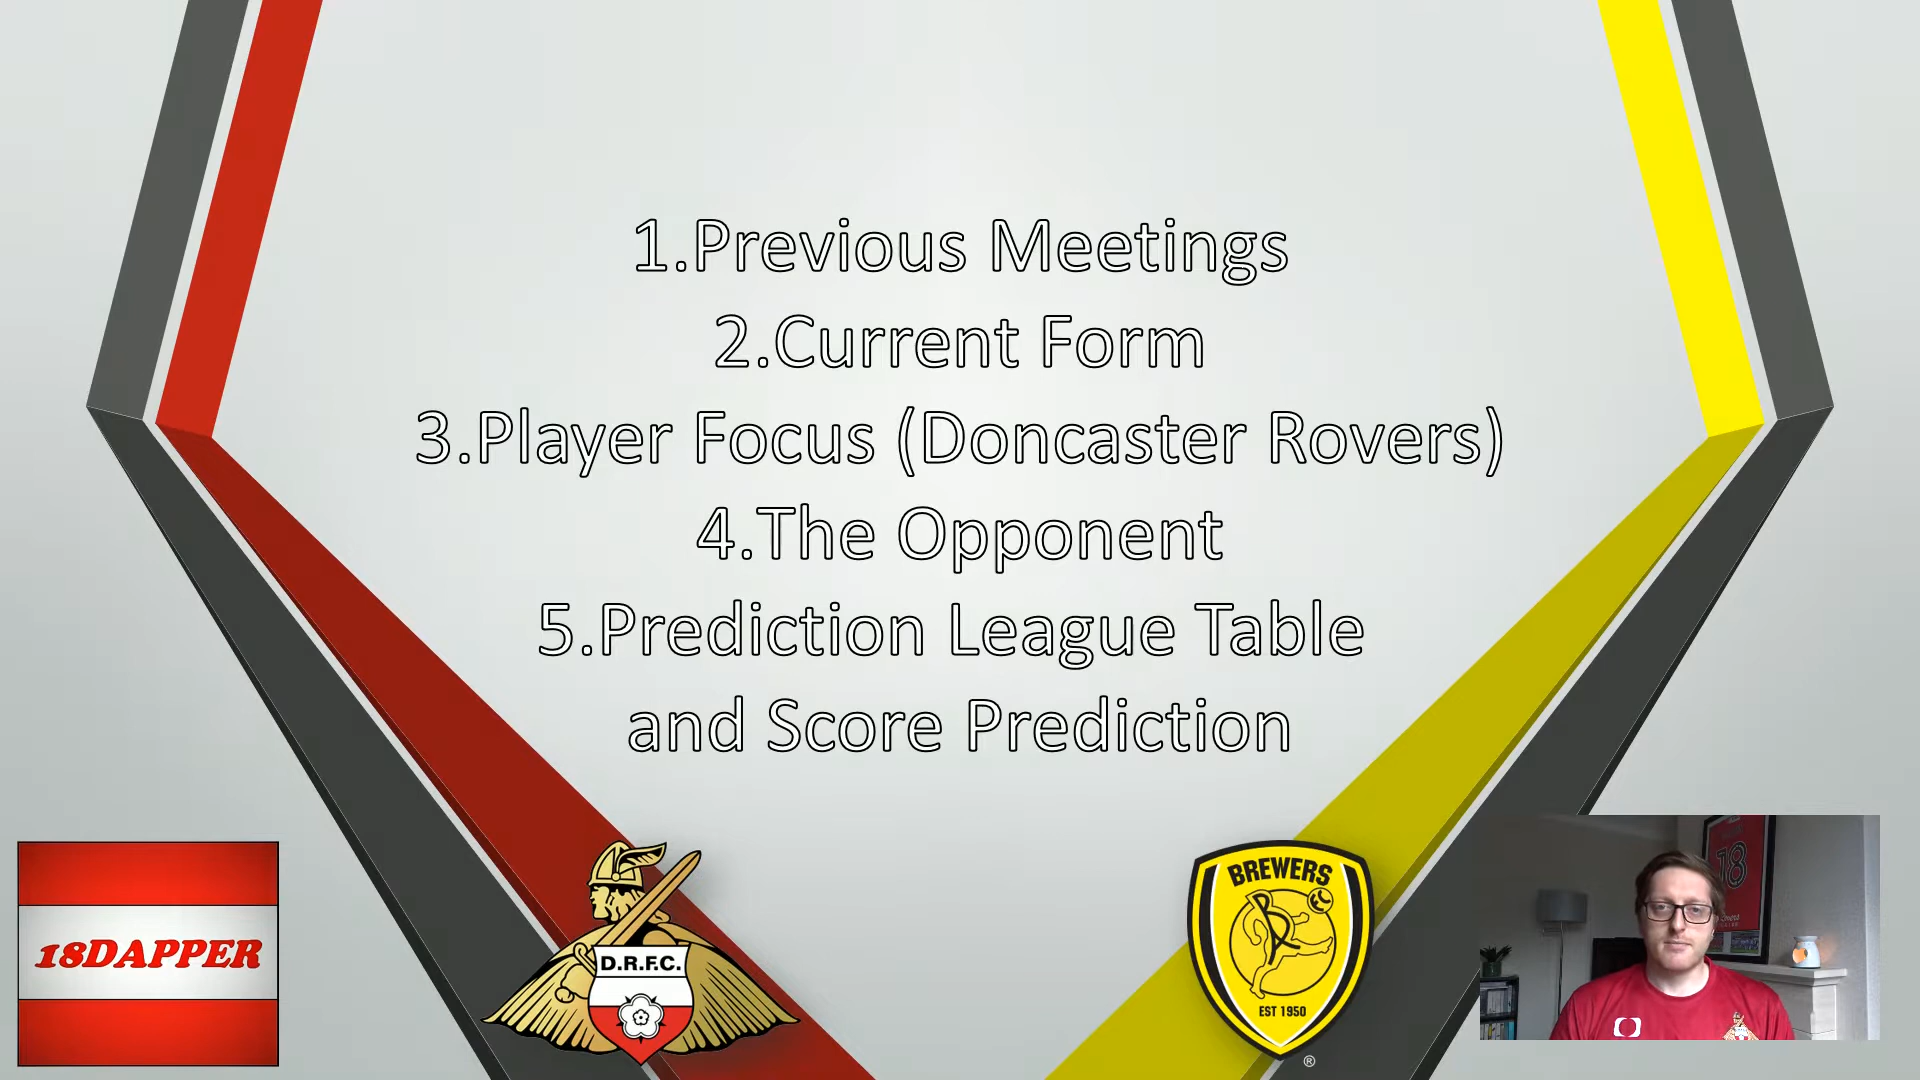 1.Previous Meetings
2.Current Form
3.Player Focus (Doncaster Rovers)
4.The Opponent
5.Prediction League Table
and Score Prediction
18DAPPER
D.R.F.C.
BREWERS
EST 1950
®
18